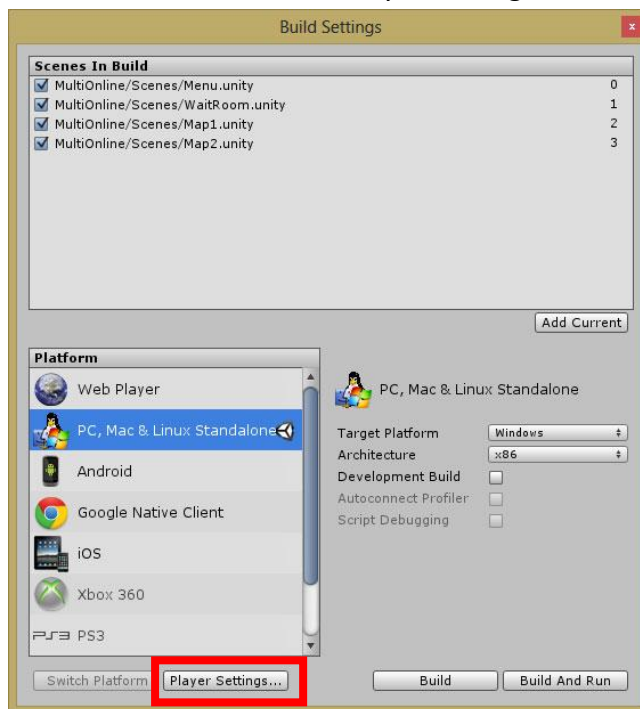 Build Settings
x
Scenes In Build
MultiOnline/Scenes/Menu.unity 0
MultiOnline/Scenes/WaitRoom.unity 1
MultiOnline/Scenes/Map1.unity 2
MultiOnline/Scenes/Map2.unity 3
Add Current
Platform
Web Player
PC, Mac & Linux Standalone
Android
Google Native Client
iOS
Xbox 360
PS3 PS3
PC, Mac & Linux Standalone
Target Platform Windows
Architecture x86
Development Build
Autoconnect Profiler
Script Debugging
Switch Platform Player Settings... Build Build And Run